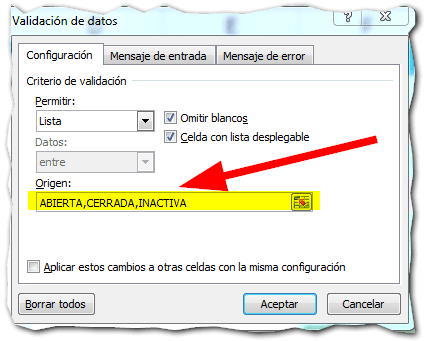 Validación de datos
?
Configuración Mensaje de entrada Mensaje de error
Criterio de validación
Permitir:
Lista
Omitir blancos
Celda con lista desplegable
Datos:
entre
Origen:
ABIERTA,CERRADA,INACTIVA
Aplicar estos cambios a otras celdas con la misma configuración
Borrar todos Aceptar Cancelar